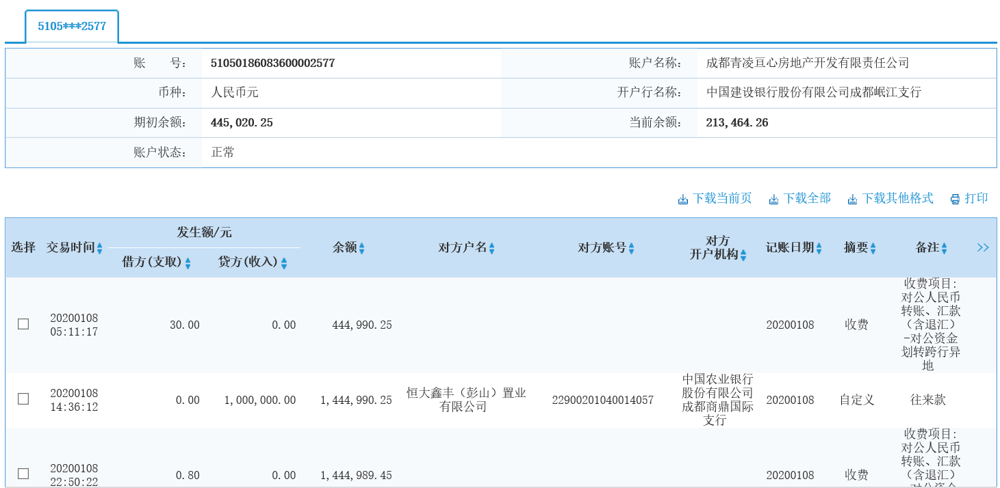 5105***2577
账 号： 51050186083600002577 账户名称： 成都青凌亘心房地产开发有限责任公司
币种： 人民币元 开户行名称： 中国建设银行股份有限公司成都岷江支行
期初余额： 445,020.25 当前余额： 213,464.26
账户状态： 正常
下载当前页 下载全部 下载其他格式 打印
选择 交易时间 发生额/元 余额 对方户名 对方账号 对方
开户机构 记账日期 摘要 备注 >>
借方(支取) 贷方(收入)
20200108
05:11:17
30.00 0.00 444,990.25 20200108 收费
收费项目:
对公人民币
转账、汇款
（含退汇）
-对公资金
划转跨行异
地
20200108
14:36:12
0.00 1,000,000.00 1,444,990.25
恒大鑫丰（彭山）置业
有限公司
22900201040014057
中国农业银行
股份有限公司
成都商鼎国际
支行
20200108 自定义 往来款
20200108
22:50:22
0.80 0.00 1,444,989.45 20200108 收费
收费项目:
对公人民币
转账、汇款
（含退汇）
-对公资金